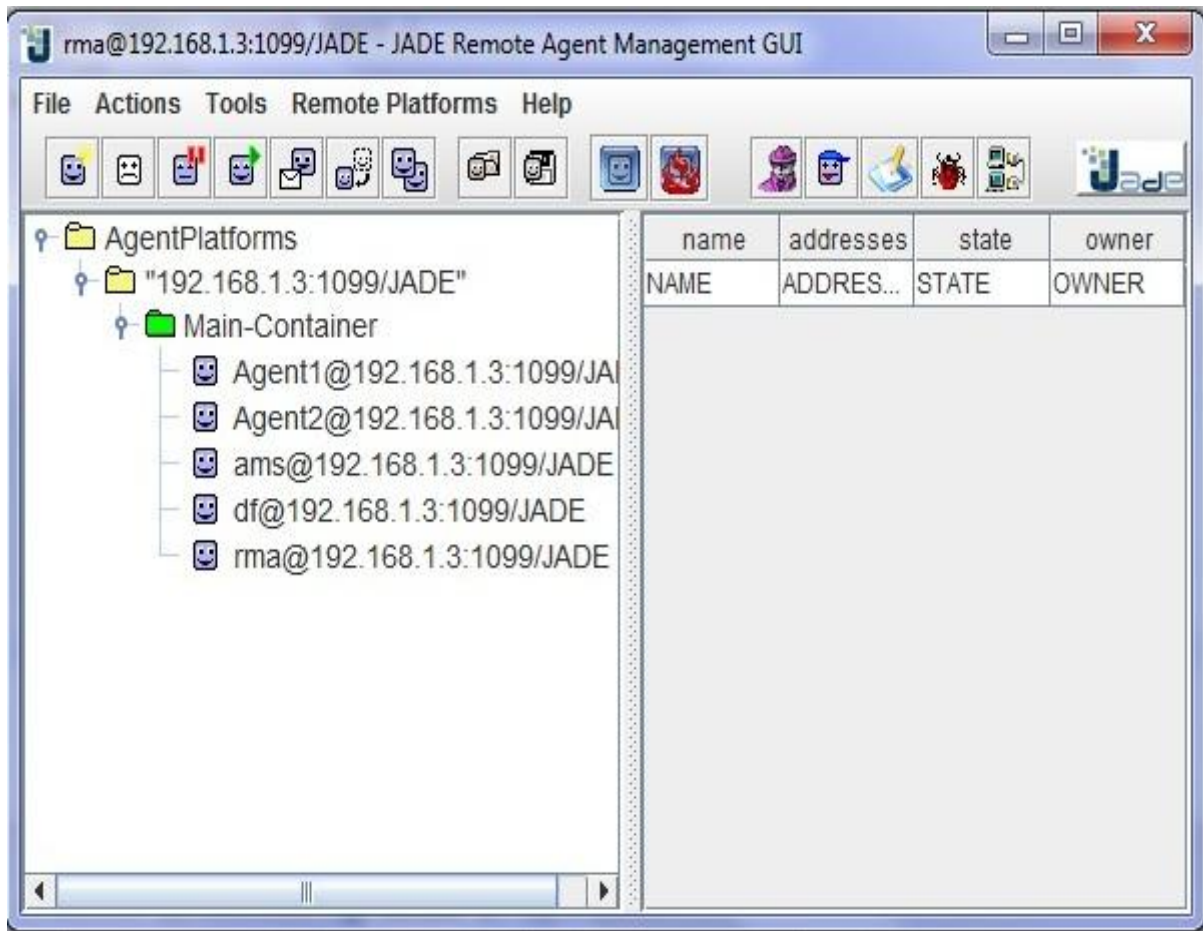 rma@192.168.1.3:1099/JADE - JADE Remote Agent Management GUI
File Actions Tools Remote Platforms Help
Jade
AgentPlatforms
"192.168.1.3:1099/JADE"
Main-Container
Agent1@192.168.1.3:1099/JA
Agent2@192.168.1.3:1099/JA
ams@192.168.1.3:1099/JADE
df@192.168.1.3:1099/JADE
rma@192.168.1.3:1099/JADE
name addresses state owner
NAME ADDRES... STATE OWNER